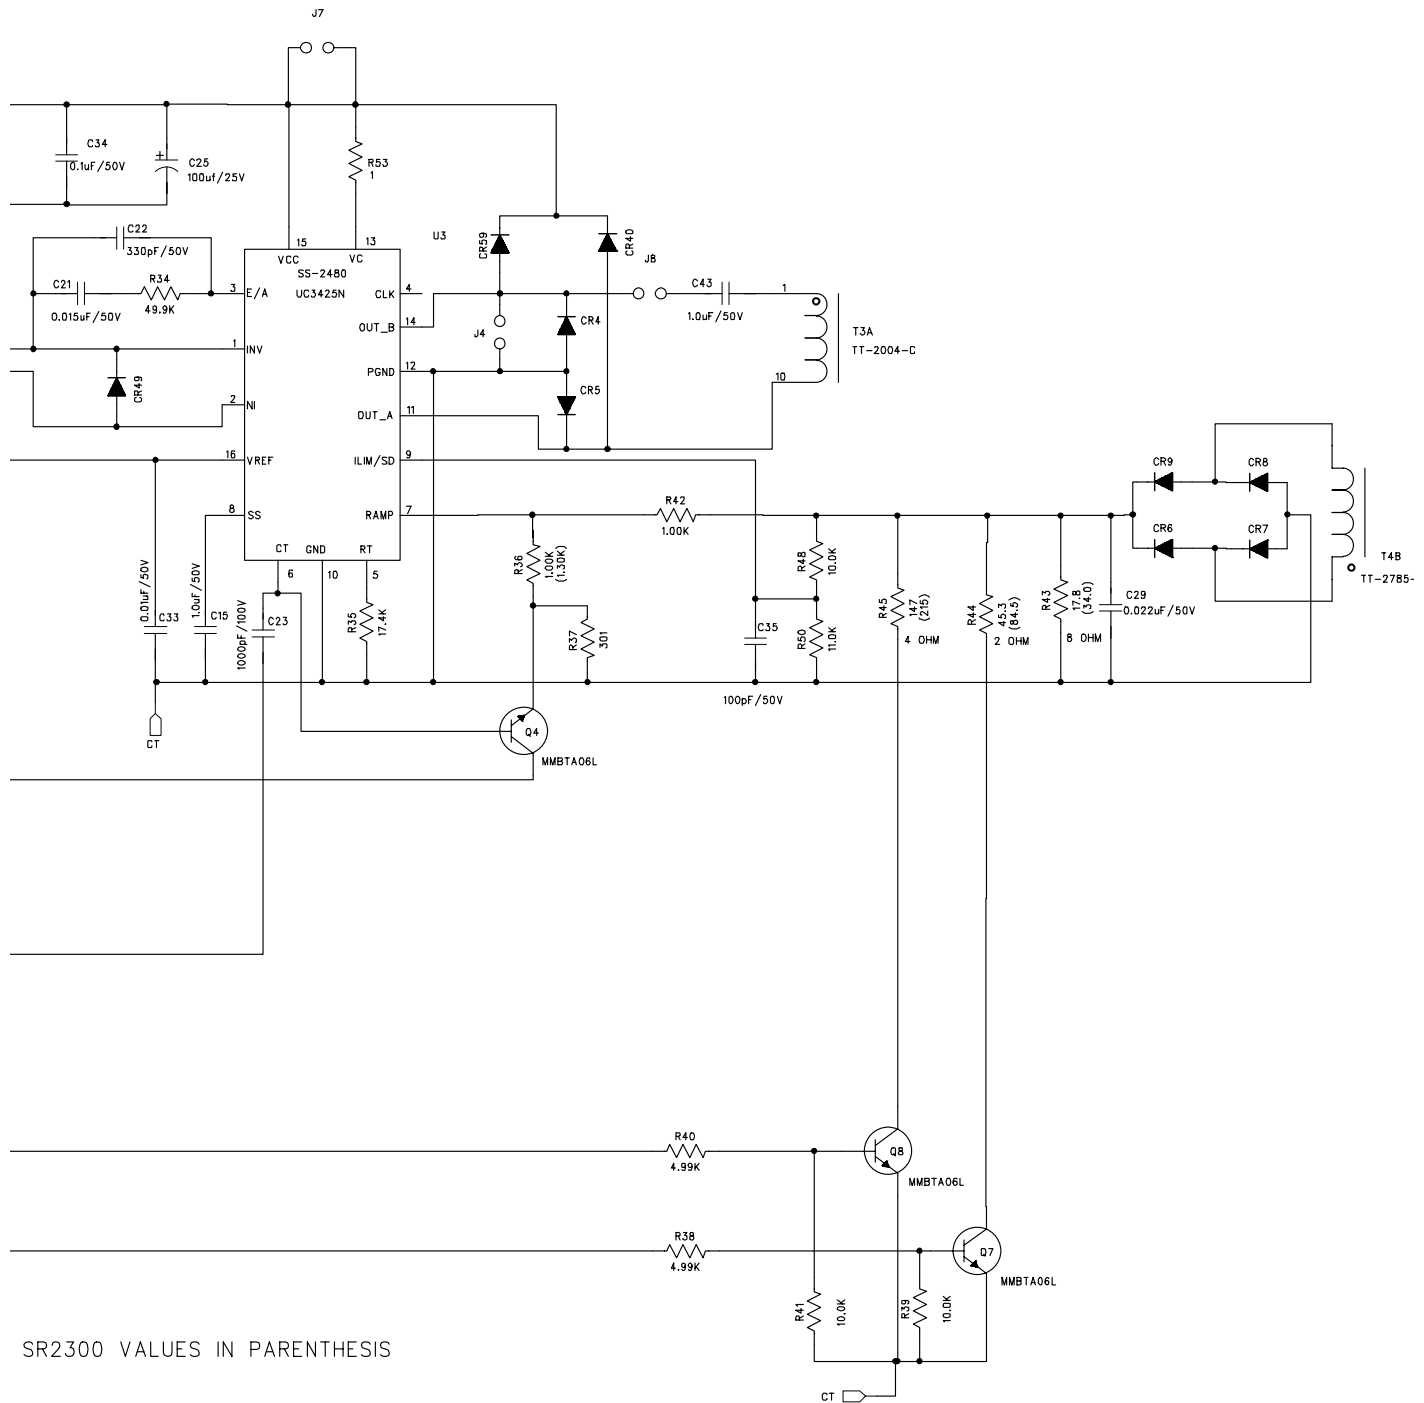 J7
C34
0.1uF/50V
+
C25
100uf/25V
R53
1
C22
330pF/50V
15
13
U3
VCC
VC
CR59
CR40
J8
SS-2480
UC3425N
C21
0.015uF/50V
R34
49.9K
3
E/A
CLK
4
C43
1.0uF/50V
1
OUT_B
14
J4
CR4
T3A
TT-2004-C
1
INV
PGND
12
10
CR49
CR5
2
NI
OUT_A
11
16
VREF
ILIM/SD
9
CR9
CR8
8
SS
RAMP
7
R42
1.00K
CR6
CR7
T4B
TT-2785-
CT
GND
RT
6
10
5
R36
1.00K
(1.30K)
R48
10.0K
0.01uF/50V
C33
1.0uF/50V
C15
1000pF/100V
C23
R35
17.4K
R37
301
C35
100pF/50V
R50
11.0K
R45
147
(215)
4 OHM
R44
45.3
(84.5)
2 OHM
R43
17.8
(34.0)
8 OHM
C29
0.022uF/50V
CT
Q4
MMBTA06L
R40
4.99K
Q8
MMBTA06L
R38
4.99K
Q7
MMBTA06L
R41
10.0K
R39
10.0K
SR2300 VALUES IN PARENTHESIS
CT